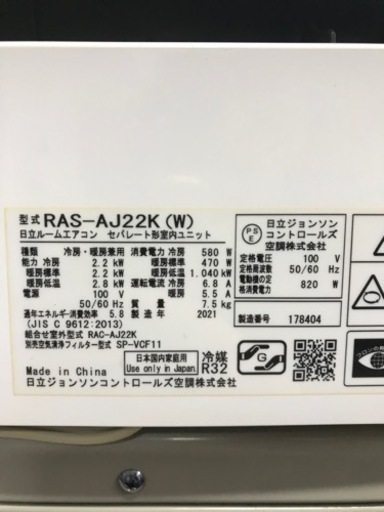 型式 RAS-AJ22K(W)
日立ルームエアコン セパレート形室内ユニット
種類 冷房・暖房兼用 消費電力 冷房 580 W
能力 冷房 2.2 kW 暖房標準 470 W
暖房標準 2.2 kW 暖房低温 1.040 kW
暖房低温 2.8 kW 運転電流 冷房 6.8 A
電源 100 V 暖房 5.5 A
50/60 Hz 質量 7.5 kg
通年エネルギー消費効率 5.8 製造年 2021
(JIS C 9612:2013)
組合せ室外型式 RAC-AJ22K
別売空気清浄フィルター型式 SP-VCF11
Made in China
日立ジョンソンコントロールズ空調株式会社
日本国内家庭用
Use only in Japan.
冷媒
R32
PS
E
日立ジョンソン
コントロールズ
空調株式会社
定格電圧 100 V
定格周波数 50/60 Hz
電動機の定格消費電力 820 W
製造番号 178404
G